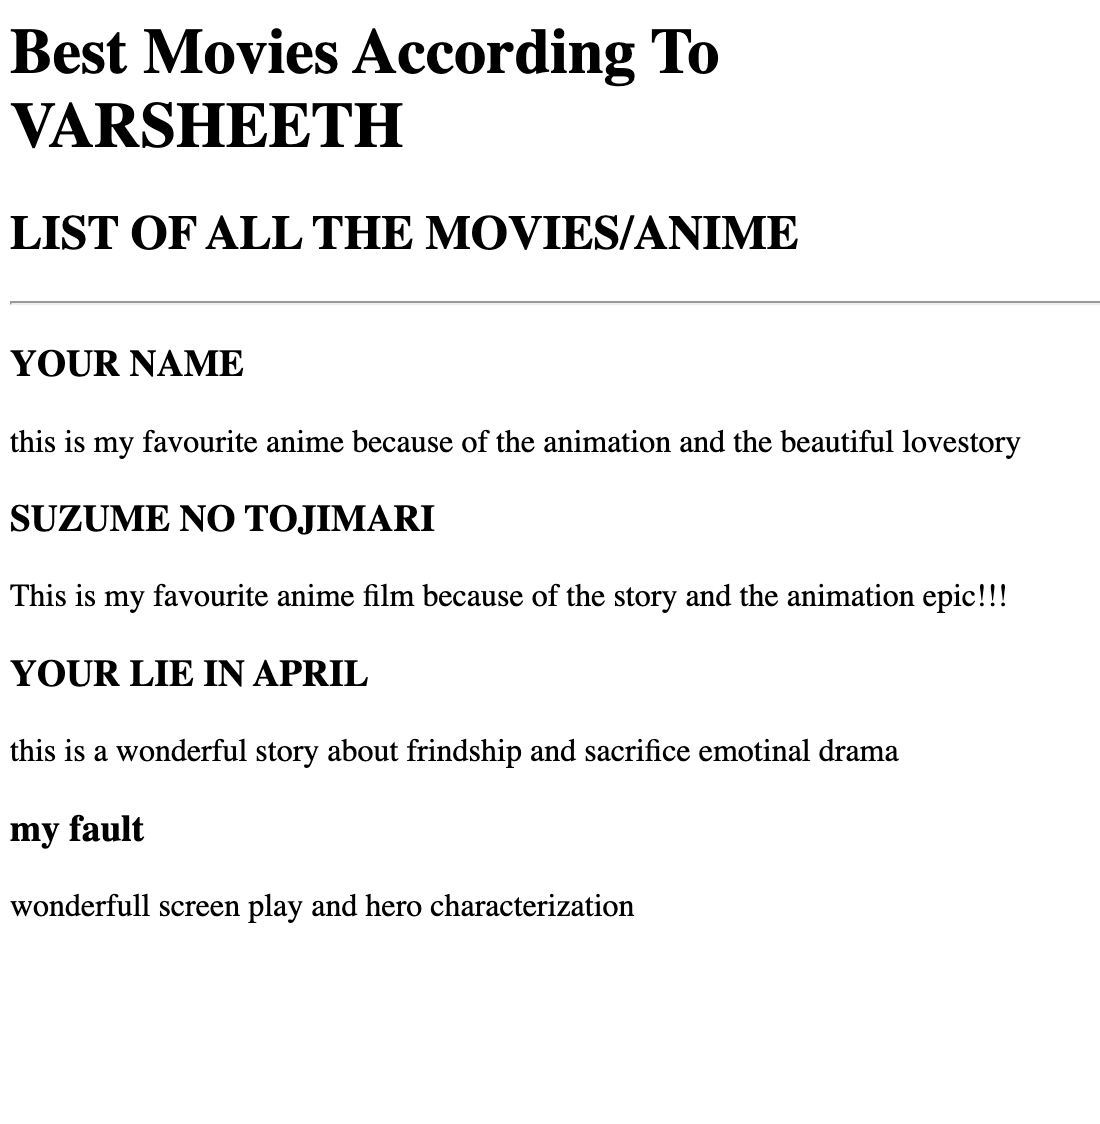 Best Movies According To
VARSHEETH
LIST OF ALL THE MOVIES/ANIME
YOUR NAME
this is my favourite anime because of the animation and the beautiful lovestory
SUZUME NO TOJIMARI
This is my favourite anime film because of the story and the animation epic!!!
YOUR LIE IN APRIL
this is a wonderful story about frindship and sacrifice emotinal drama
my fault
wonderfull screen play and hero characterization